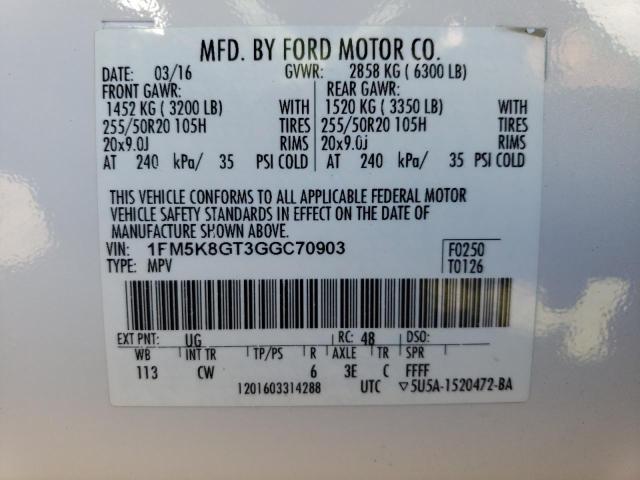 MFD. BY FORD MOTOR CO.
DATE: 03/16 GVWR: 2858 KG ( 6300 LB)
FRONT GAWR: REAR GAWR:
1452 KG ( 3200 LB) WITH 1520 KG ( 3350 LB) WITH
255/50R20 105H TIRES 255/50R20 105H TIRES
20x9.0J RIMS 20x9.0J RIMS
AT 240 kPa/ 35 PSI COLD AT 240 kPa/ 35 PSI COLD
THIS VEHICLE CONFORMS TO ALL APPLICABLE FEDERAL MOTOR
VEHICLE SAFETY STANDARDS IN EFFECT ON THE DATE OF
MANUFACTURE SHOWN ABOVE.
VIN: 1FM5K8GT3GGC70903 F0250
TYPE: MPV T0126
EXT PNT: UG RC: 48 DSO:
WB INT TR TP/PS R AXLE TR SPR
113 CW 6 3E C FFFF
1201603314288 UTC ▽5U5A-1520472-BA